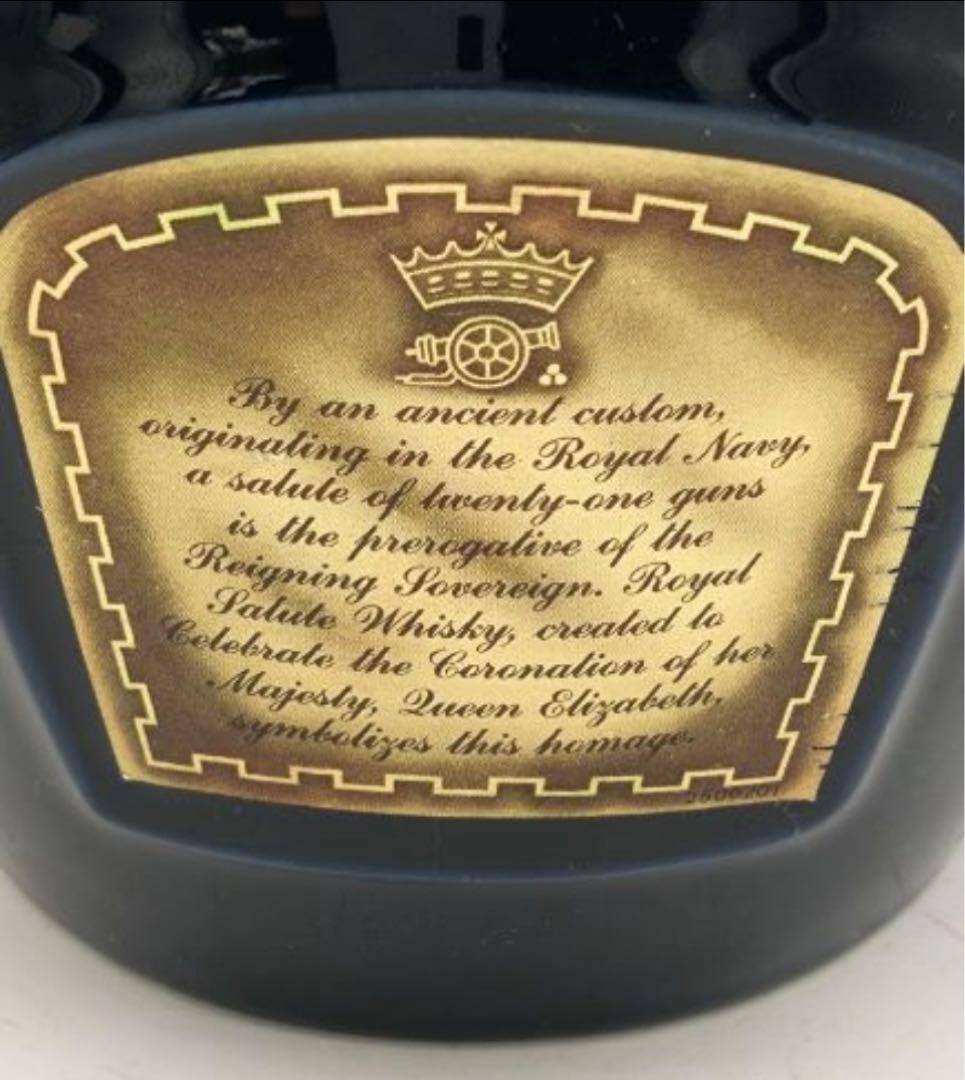 By an ancient custom,
originating in the Royal Navy,
a salute of twenty-one guns
is the prerogative of the
Reigning Sovereign. Royal
Salute Whisky, created to
Celebrate the Coronation of her
Majesty, Queen Elizabeth,
symbolizes this homage.